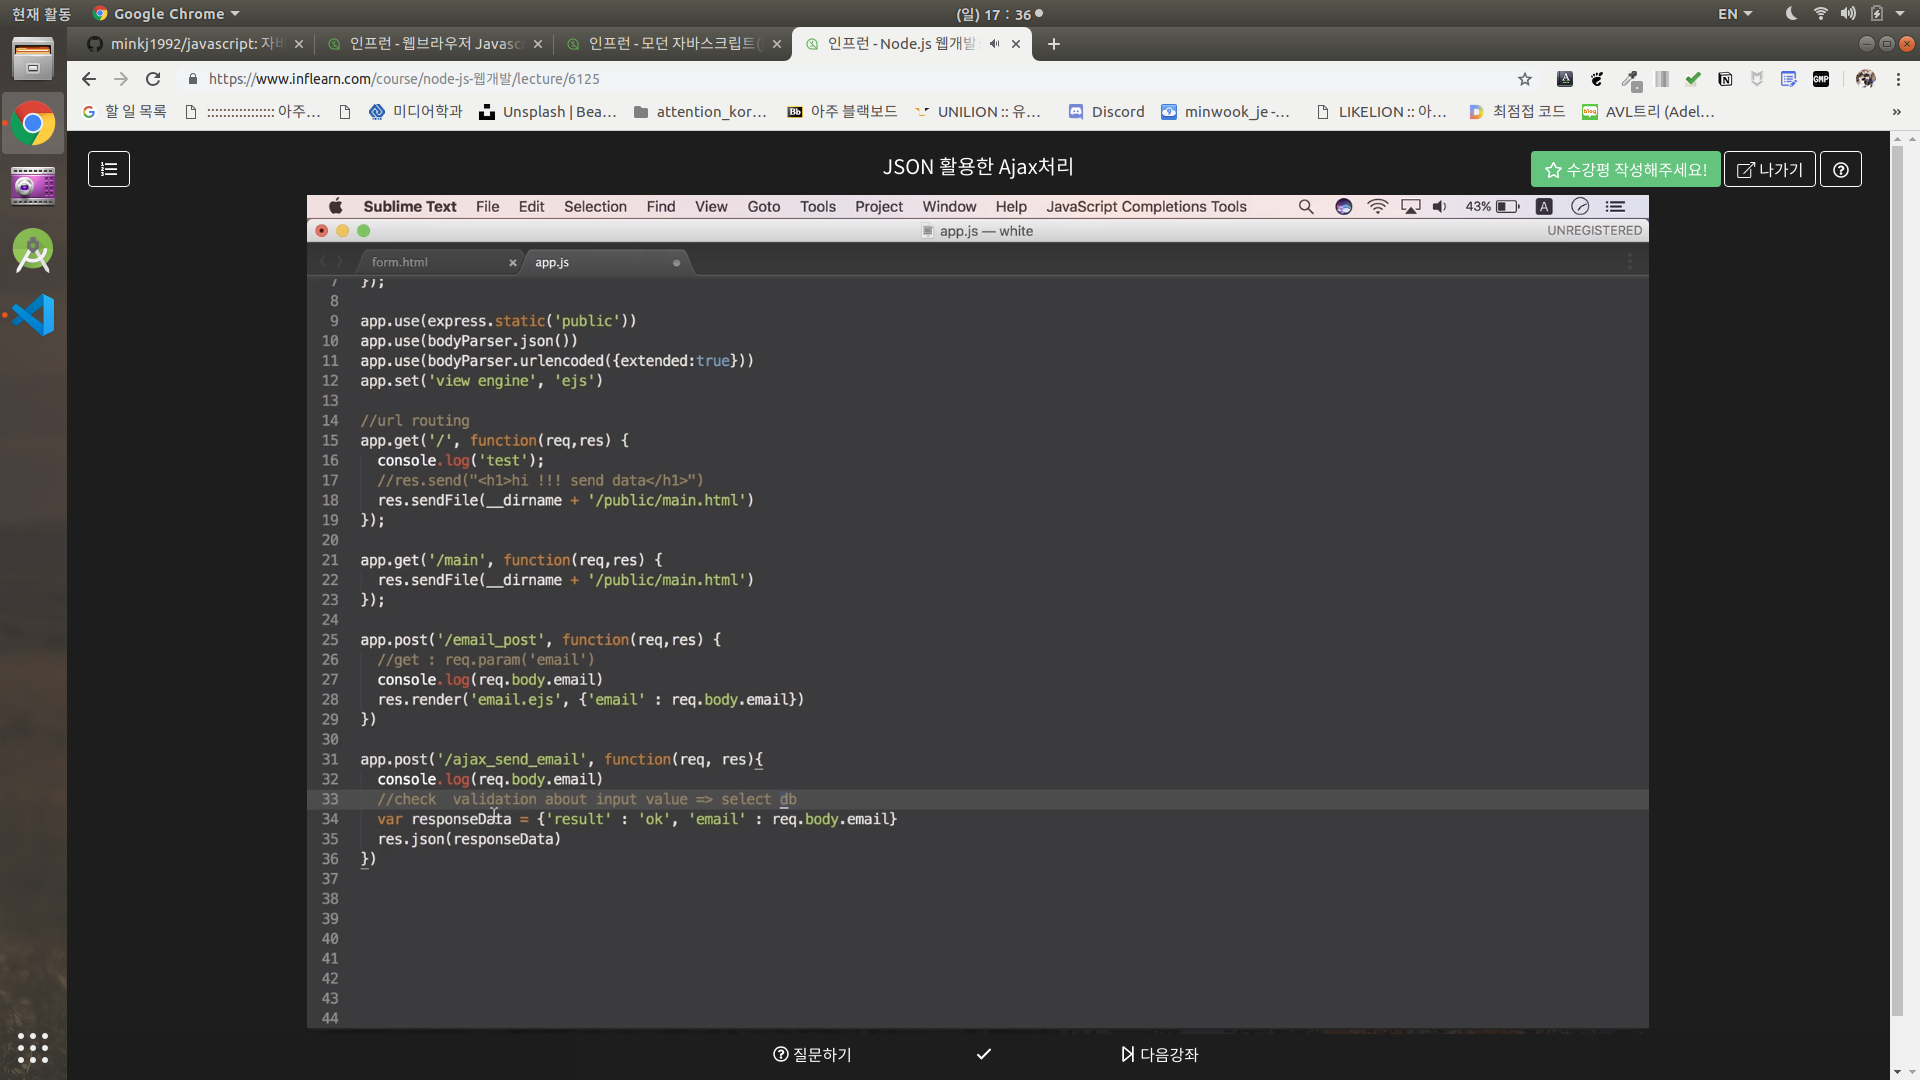 현재 활동 Google Chrome (일) 17 : 36 EN
minkj1992/javascript: 자바 인프런 - 웹브라우저 Javasc 인프런 - 모던 자바스크립트( 인프런 - Node.js 웹개발
https://www.inflearn.com/course/node-js-웹개발/lecture/6125
할 일 목록 :::::::::::::::: 아주... 미디어학과 Unsplash | Bea... attention_kor... 아주 블랙보드 UNILION :: 유... Discord minwook_je -... LIKELION :: 아... 최점접 코드 AVL트리 (Adel... »
JSON 활용한 Ajax처리
수강평 작성해주세요! 나가기
Sublime Text File Edit Selection Find View Goto Tools Project Window Help JavaScript Completions Tools 43% A
app.js — white UNREGISTERED
form.html app.js
7 });
8
9 app.use(express.static('public'))
10 app.use(bodyParser.json())
11 app.use(bodyParser.urlencoded({extended:true}))
12 app.set('view engine', 'ejs')
13
14 //url routing
15 app.get('/', function(req,res) {
16 console.log('test');
17 //res.send("<h1>hi !!! send data</h1>")
18 res.sendFile(__dirname + '/public/main.html')
19 });
20
21 app.get('/main', function(req,res) {
22 res.sendFile(__dirname + '/public/main.html')
23 });
24
25 app.post('/email_post', function(req,res) {
26 //get : req.param('email')
27 console.log(req.body.email)
28 res.render('email.ejs', {'email' : req.body.email})
29 })
30
31 app.post('/ajax_send_email', function(req, res){
32 console.log(req.body.email)
33 //check  validation about input value => select db
34 var responseData = {'result' : 'ok', 'email' : req.body.email}
35 res.json(responseData)
36 })
37
38
39
40
41
42
43
44
질문하기 다음강좌